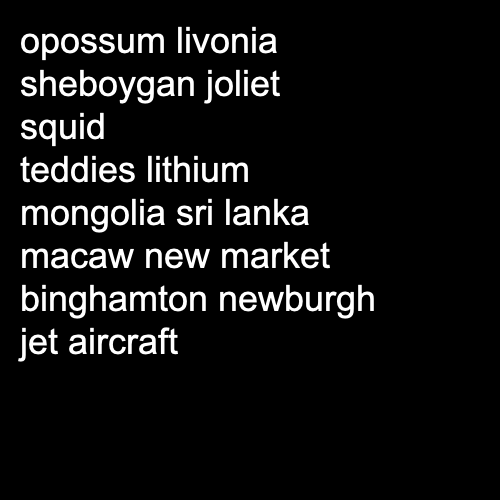 opossum livonia
sheboygan joliet
squid
teddies lithium
mongolia sri lanka
macaw new market
binghamton newburgh
jet aircraft